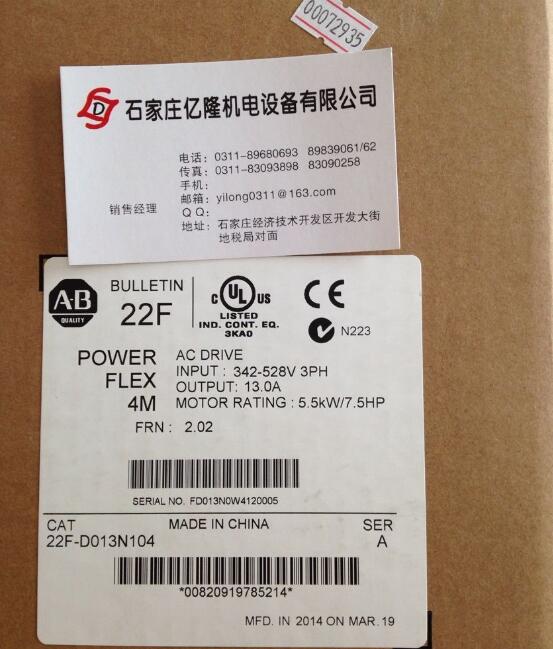 00072935
石家庄亿隆机电设备有限公司
电话：0311-89680693 89839061/62
传真：0311-83093898 83090258
手机：
销售经理 邮箱：yilong0311@163.com
QQ:
地址：石家庄经济技术开发区开发大街
地税局对面
A-B
QUALITY
BULLETIN
22F
C UL US
LISTED
IND. CONT. EQ.
3KA0
CE
N223
POWER
FLEX
4M
AC DRIVE
INPUT : 342-528V 3PH
OUTPUT: 13.0A
MOTOR RATING : 5.5kW/7.5HP
FRN : 2.02
SERIAL NO. FD013N0W4120005
CAT MADE IN CHINA SER
22F-D013N104 A
*00820919785214*
MFD. IN 2014 ON MAR.19